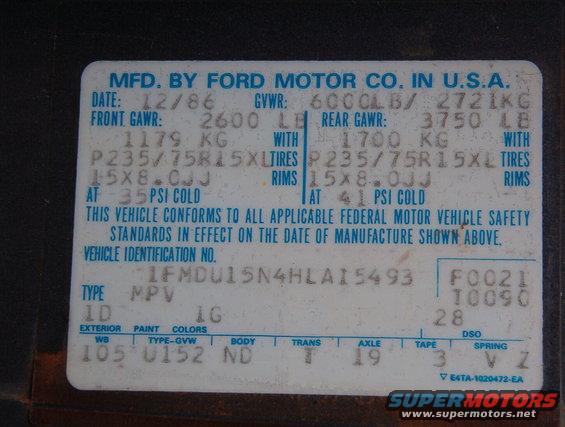 MFD. BY FORD MOTOR CO. IN U.S.A.
DATE: 12/86 GVWR: 6000LB/ 2721KG
FRONT GAWR: 2600 LB REAR GAWR: 3750 LB
1179 KG WITH 1700 KG WITH
P235/75R15XL TIRES P235/75R15XL TIRES
15X8.0JJ RIMS 15X8.0JJ RIMS
AT 35 PSI COLD AT 41 PSI COLD
THIS VEHICLE CONFORMS TO ALL APPLICABLE FEDERAL MOTOR VEHICLE SAFETY
STANDARDS IN EFFECT ON THE DATE OF MANUFACTURE SHOWN ABOVE.
VEHICLE IDENTIFICATION NO.
1FMDU15N4HLA15493 F0021
TYPE MPV T0090
1D 1G 28
EXTERIOR PAINT COLORS DSO
WB TYPE-GVW BODY TRANS AXLE TAPE SPRING
105 U152 ND T 19 3 V Z
▽ E4TA-1020472-EA
SUPERMOTORS
www.supermotors.net